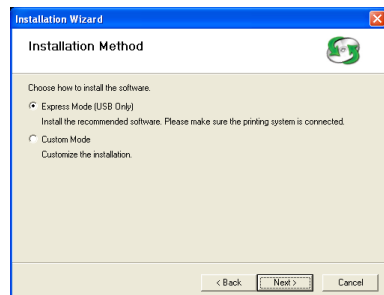 Installation Wizard
Installation Method
Choose how to install the software.
Express Mode (USB Only)
Install the recommended software. Please make sure the printing system is connected.
Custom Mode
Customize the installation.
< Back Next > Cancel